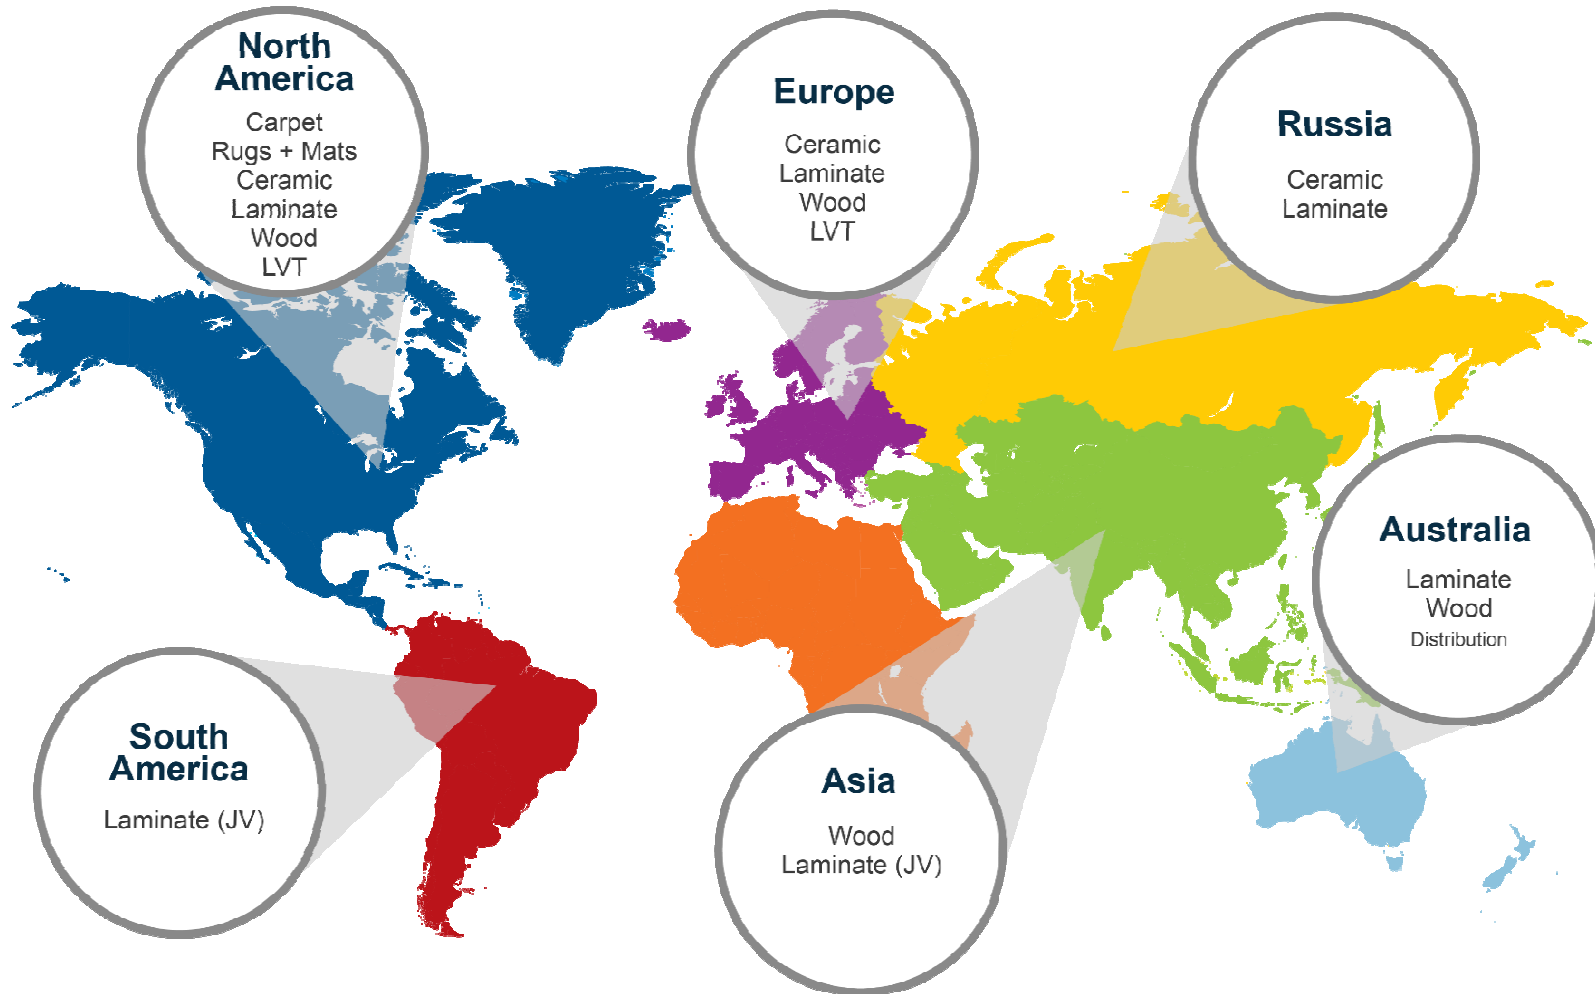 North
America
Carpet
Rugs + Mats
Ceramic
Laminate
Wood
LVT
Europe
Ceramic
Laminate
Wood
LVT
Russia
Ceramic
Laminate
Australia
Laminate
Wood
Distribution
South
America
Laminate (JV)
Asia
Wood
Laminate (JV)